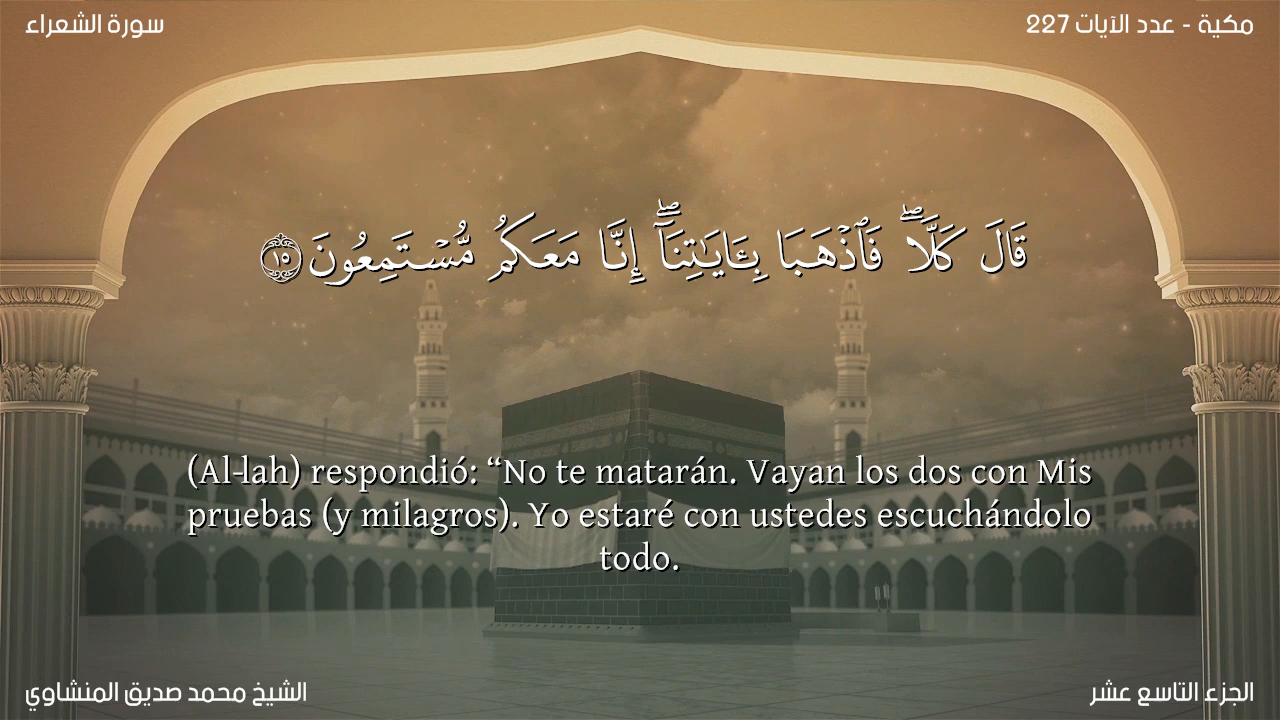 سورة الشعراء
مكية - عدد الآيات 227
قَالَ كَلَّاۖ فَٱذۡهَبَا بِـَٔايَـٰتِنَآۖ إِنَّا مَعَكُم مُّسۡتَمِعُونَ ١٥
(Al-lah) respondió: “No te matarán. Vayan los dos con Mis
pruebas (y milagros). Yo estaré con ustedes escuchándolo
todo.
الشيخ محمد صديق المنشاوي
الجزء التاسع عشر